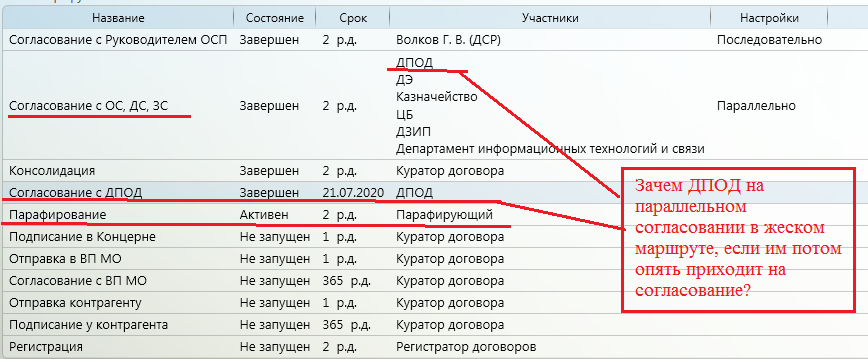 Название Состояние Срок Участники Настройки
Согласование с Руководителем ОСП Завершен 2 р.д. Волков Г. В. (ДСР) Последовательно
ДПОД
ДЭ
Казначейство
Согласование с ОС, ДС, ЗС Завершен 2 р.д. Параллельно
ЦБ
ДЗИП
Департамент информационных технологий и связи
Консолидация Завершен 2 р.д. Куратор договора
Согласование с ДПОД Завершен 21.07.2020 ДПОД
Парафирование Активен 2 р.д. Парафирующий
Подписание в Концерне Не запущен 1 р.д. Куратор договора
Отправка в ВП МО Не запущен 1 р.д. Куратор договора
Согласование с ВП МО Не запущен 365 р.д. Куратор договора
Отправка контрагенту Не запущен 1 р.д. Куратор договора
Подписание у контрагента Не запущен 365 р.д. Куратор договора
Регистрация Не запущен 2 р.д. Регистратор договоров
Зачем ДПОД на
параллельном
согласовании в жеском
маршруте, если им потом
опять приходит на
согласование?